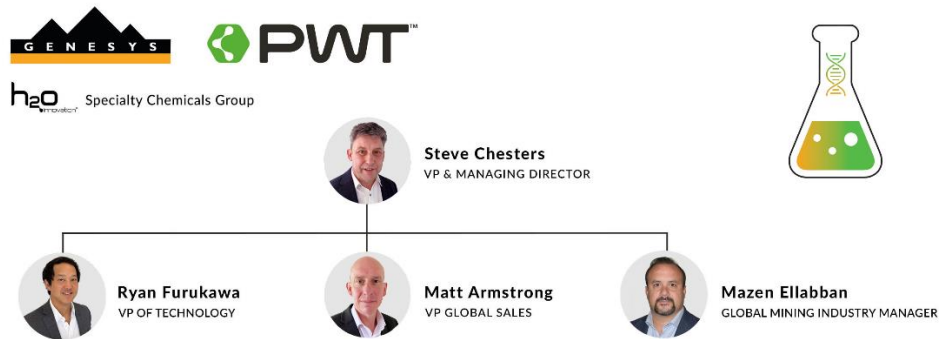 GENESYS
PWT™
h2o innovation Specialty Chemicals Group
Steve Chesters
VP & MANAGING DIRECTOR
Ryan Furukawa
VP OF TECHNOLOGY
Matt Armstrong
VP GLOBAL SALES
Mazen Ellabban
GLOBAL MINING INDUSTRY MANAGER